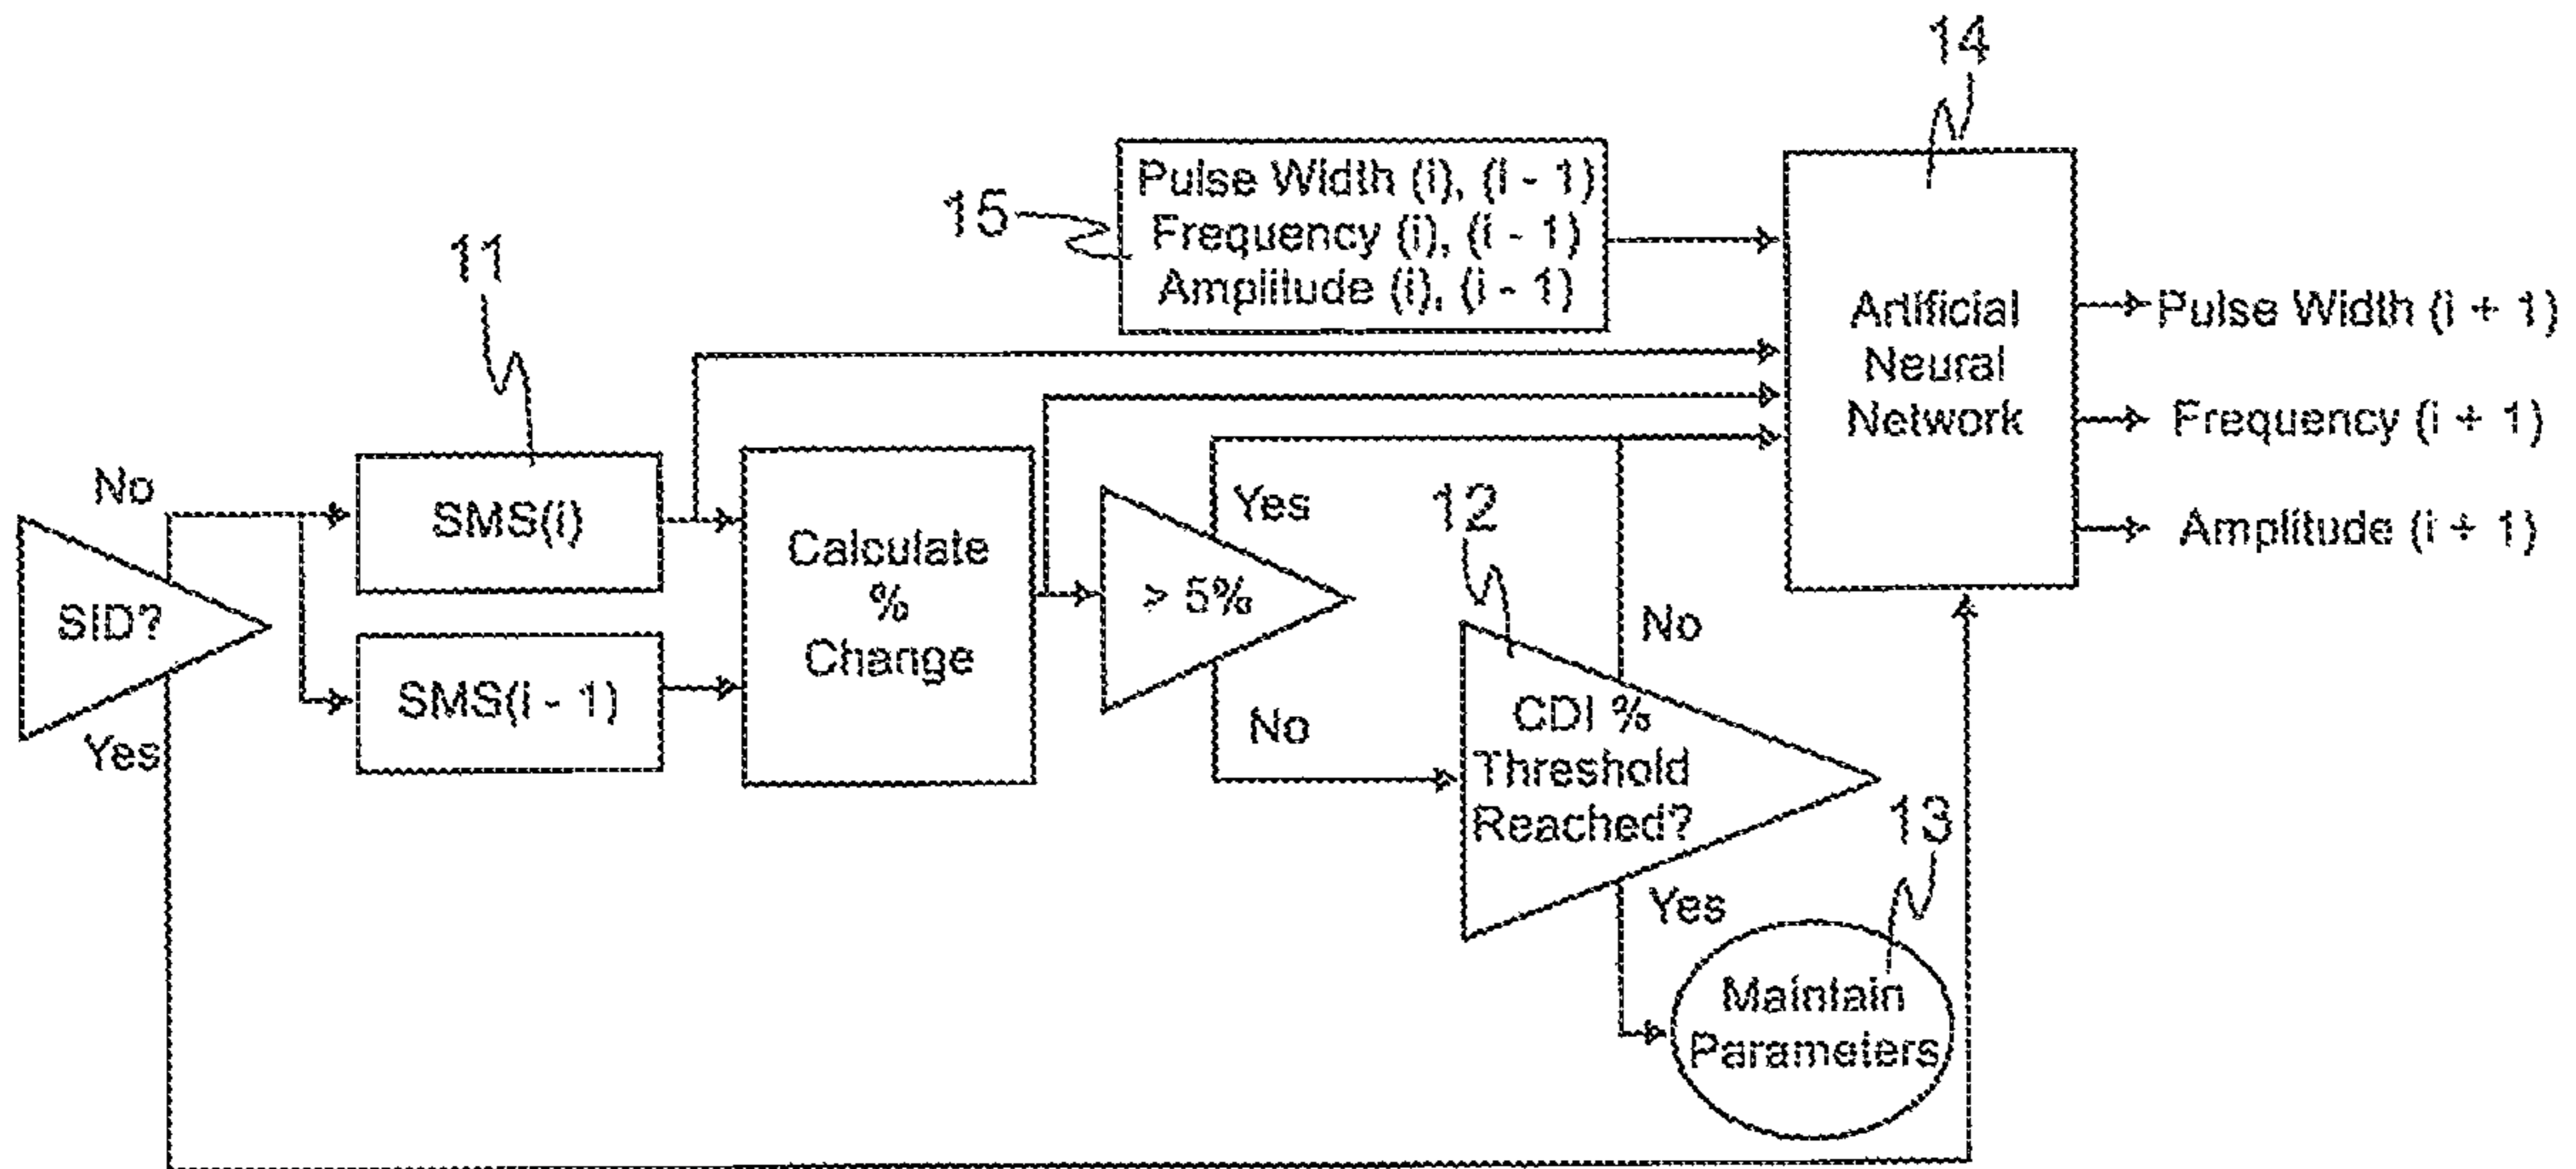 14
Pulse Width (i), (i - 1)
Frequency (i), (i - 1)
Amplitude (i), (i - 1)
15
11
Artificial
Neural
Network
Pulse Width (i + 1)
Frequency (i + 1)
Amplitude (i + 1)
No
SID?
Yes
SMS(i)
SMS(i - 1)
Calculate
%
Change
> 5%
Yes
No
12
No
CDI %
Threshold
Reached?
Yes
13
Maintain
Parameters